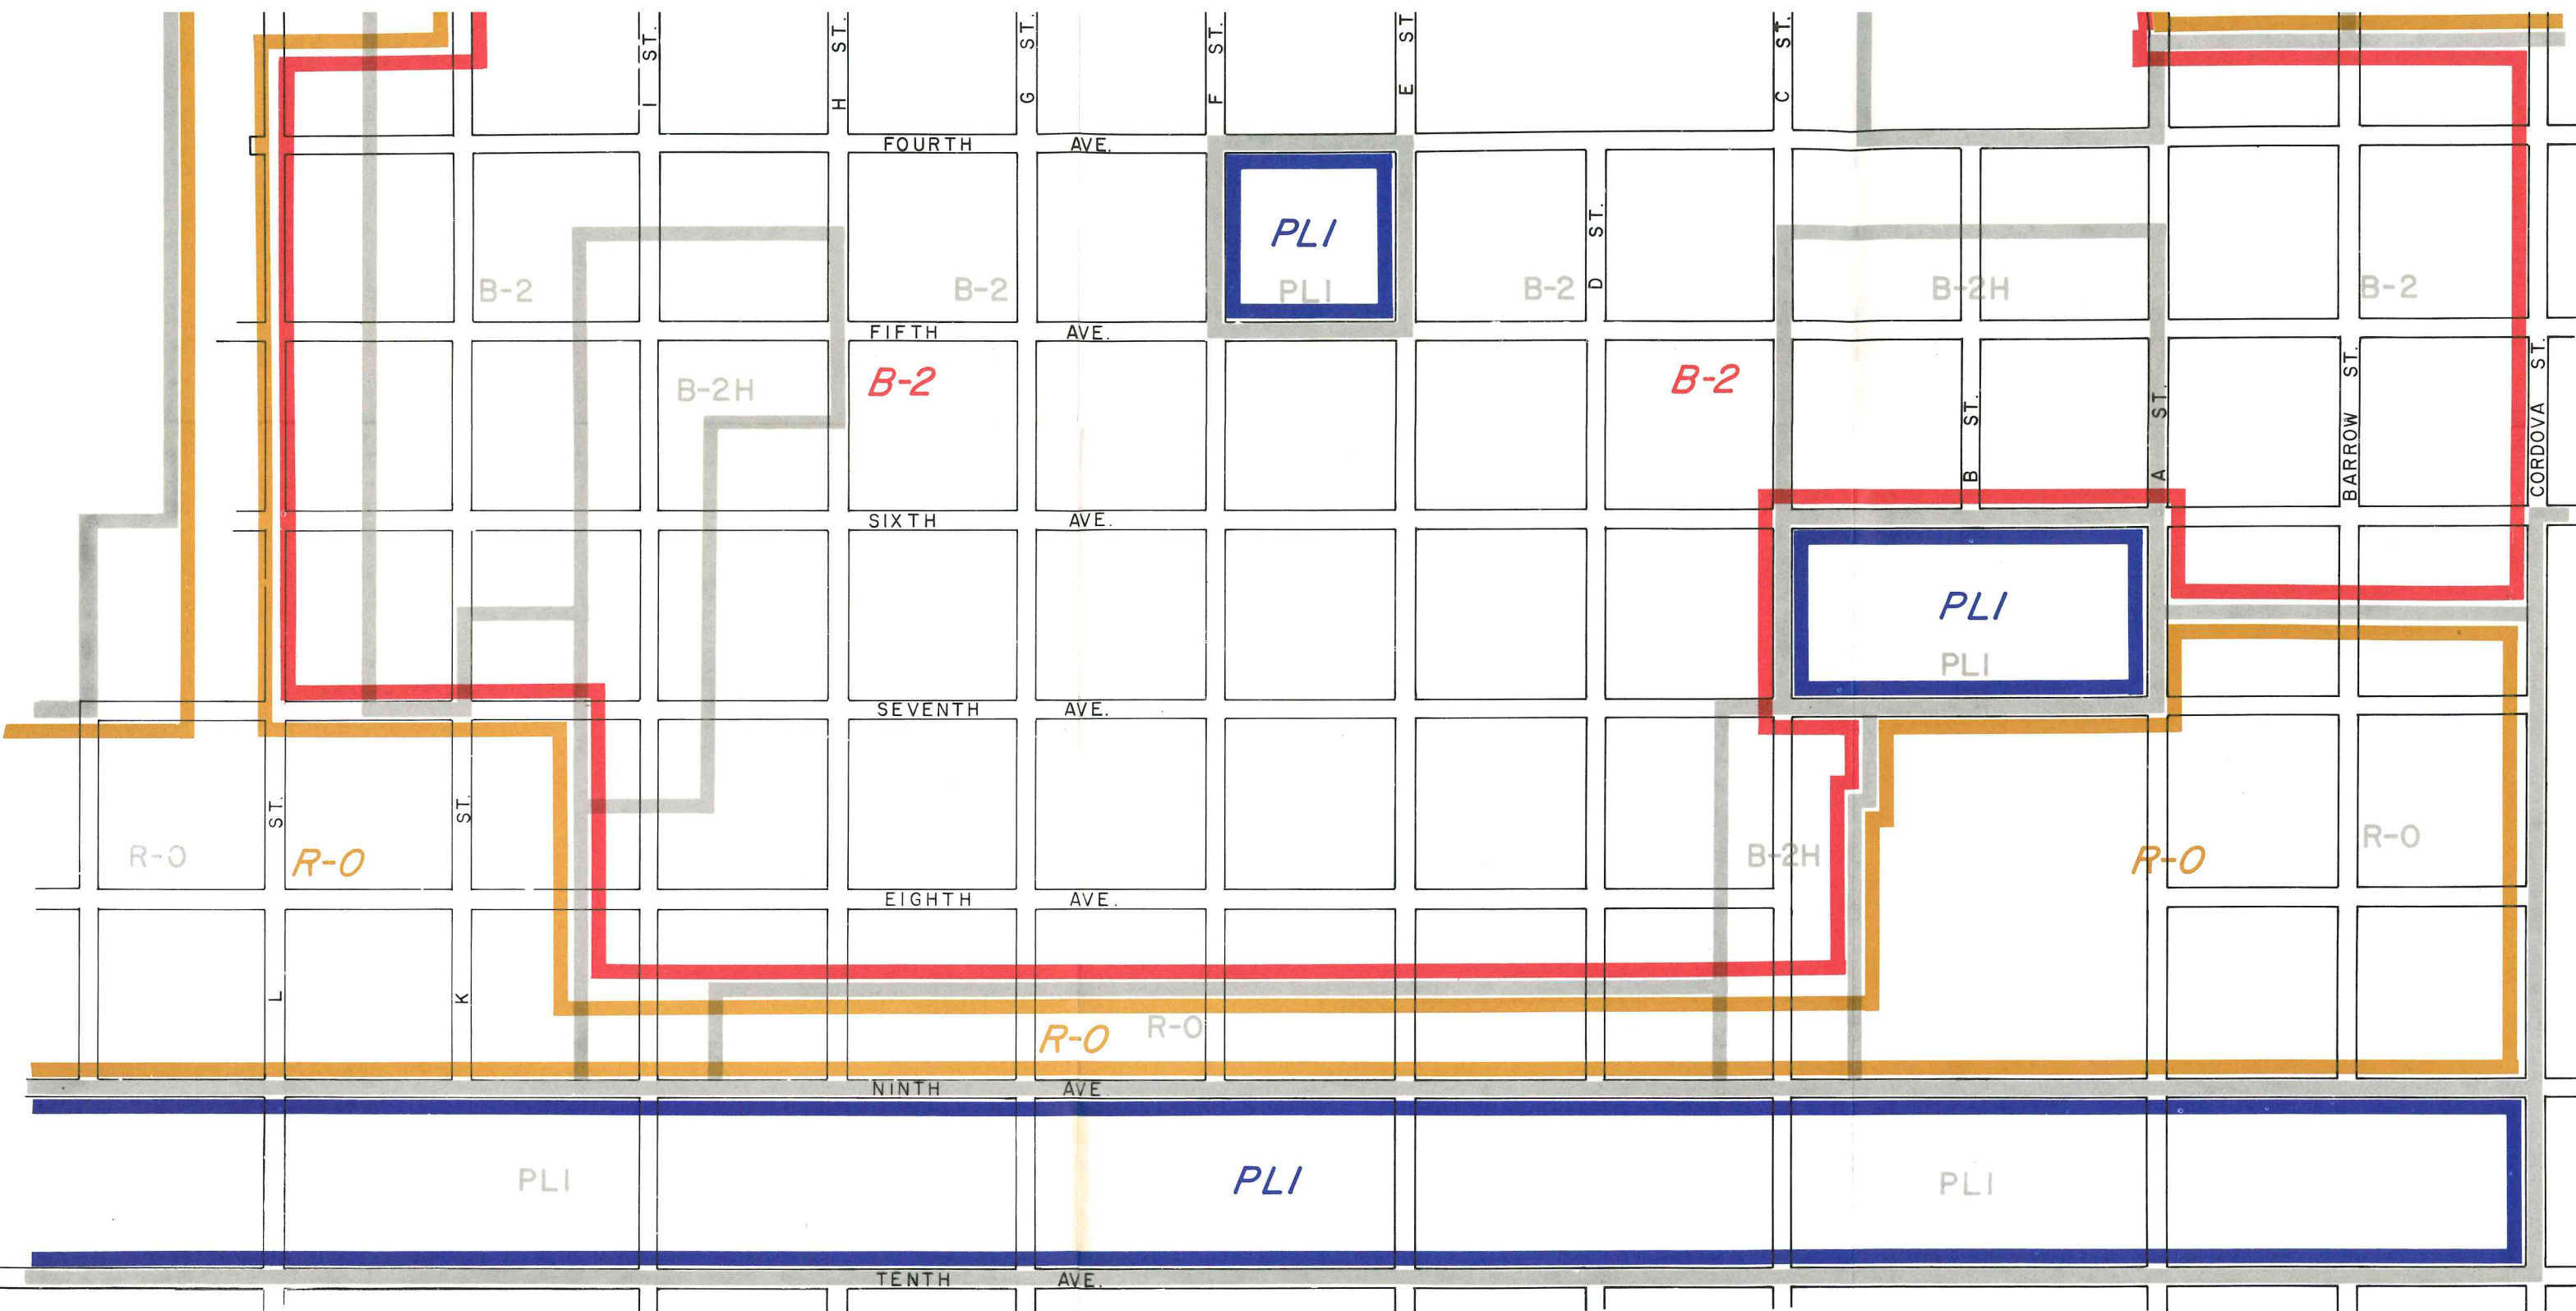 I ST.
H ST.
G ST.
F ST.
E ST
C ST.
FOURTH AVE.
PLI
D ST.
B-2
B-2
PLI
B-2
B-2H
B-2
FIFTH AVE.
B-2H
B-2
B-2
B ST.
A ST.
BARROW ST.
CORDOVA ST.
SIXTH AVE.
PLI
PLI
SEVENTH AVE.
L ST.
K ST.
R-O
R-O
B-2H
R-O
R-O
EIGHTH AVE.
R-O
R-O
NINTH AVE
PLI
PLI
PLI
TENTH AVE.